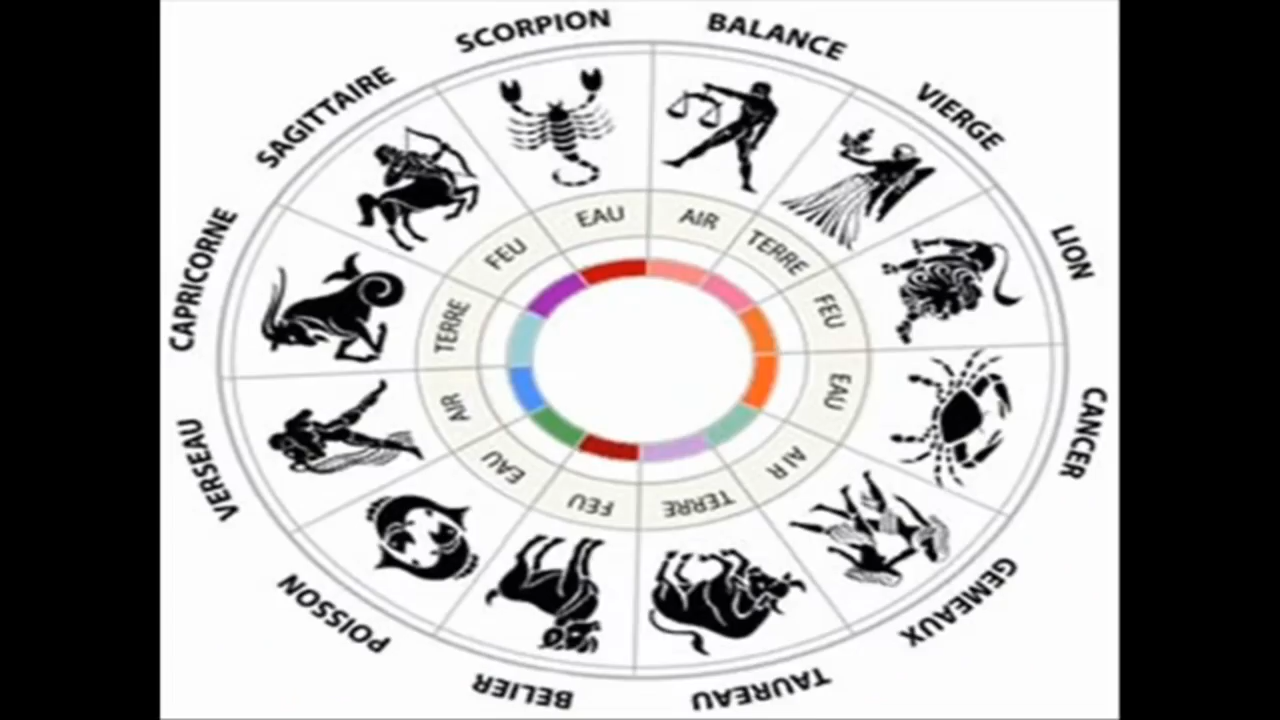 SCORPION
BALANCE
VIERGE
LION
CANCER
GEMEAUX
TAUREAU
BELIER
POISSON
VERSEAU
CAPRICORNE
SAGITTAIRE
EAU
AIR
TERRE
FEU
EAU
AIR
TERRE
FEU
EAU
AIR
TERRE
FEU